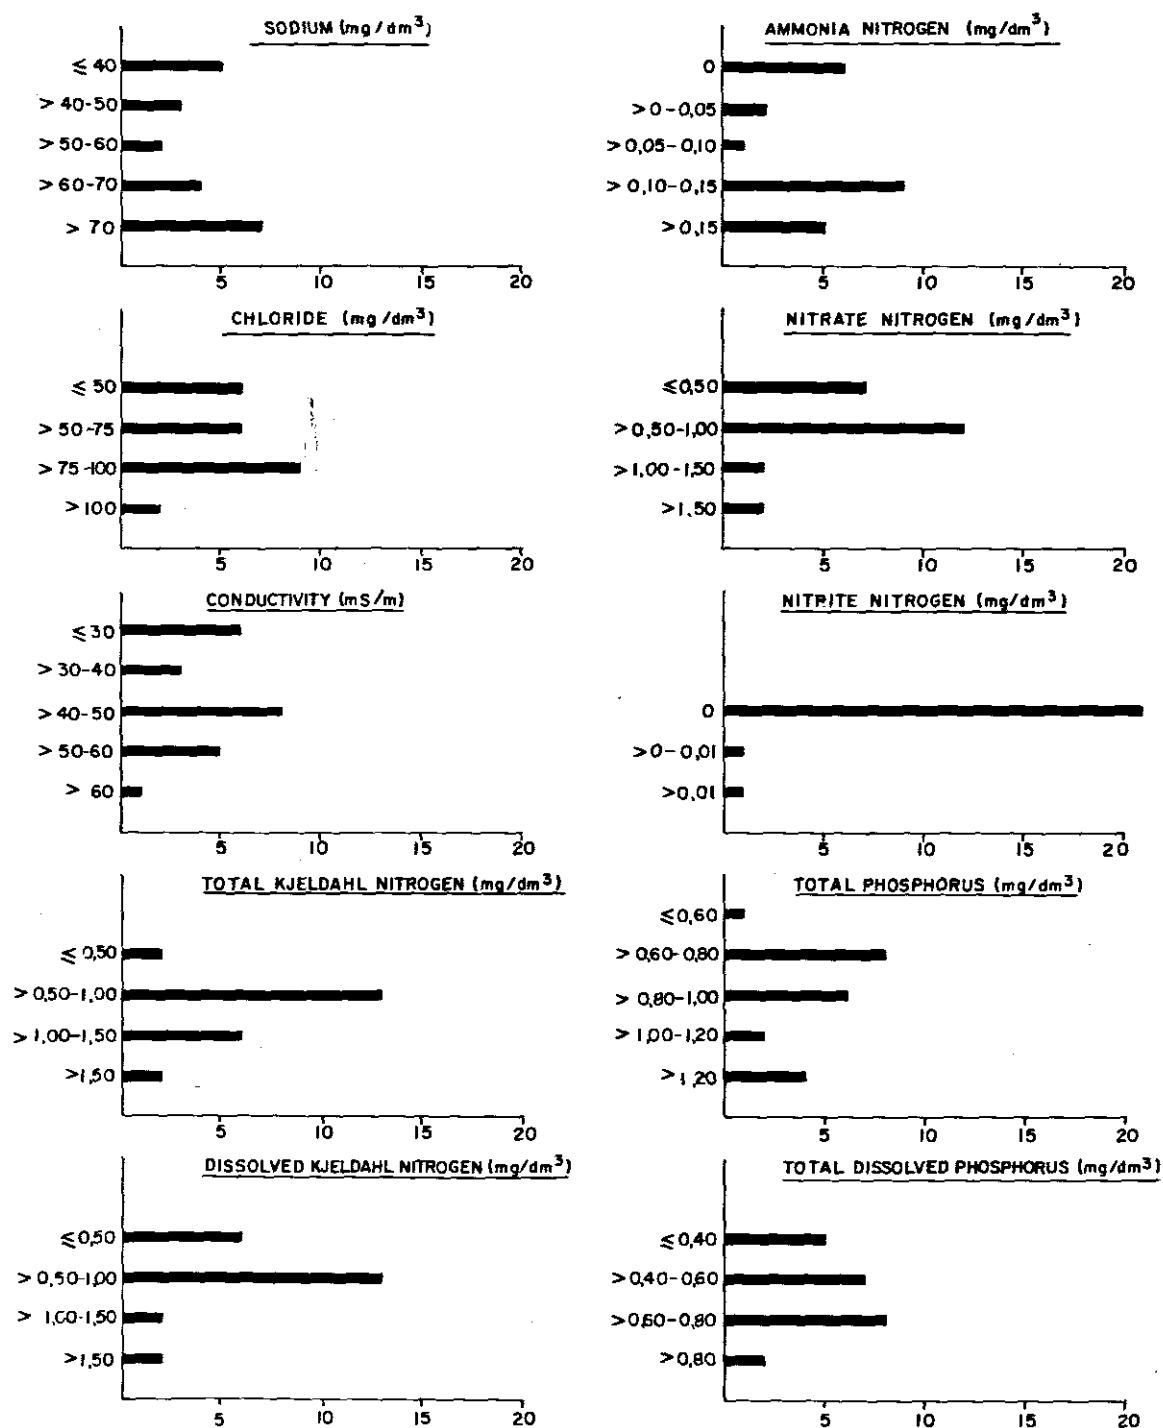 SODIUM (mg/dm³)
≤ 40
> 40-50
> 50-60
> 60-70
> 70
5 10 15 20
CHLORIDE (mg/dm³)
≤ 50
> 50-75
> 75-100
> 100
5 10 15 20
CONDUCTIVITY (mS/m)
≤ 30
> 30-40
> 40-50
> 50-60
> 60
5 10 15 20
TOTAL KJELDAHL NITROGEN (mg/dm³)
≤ 0,50
> 0,50-1,00
> 1,00-1,50
> 1,50
5 10 15 20
DISSOLVED KJELDAHL NITROGEN (mg/dm³)
≤ 0,50
> 0,50-1,00
> 1,00-1,50
> 1,50
5 10 15 20
AMMONIA NITROGEN (mg/dm³)
0
> 0-0,05
> 0,05-0,10
> 0,10-0,15
> 0,15
5 10 15 20
NITRATE NITROGEN (mg/dm³)
≤ 0,50
> 0,50-1,00
> 1,00-1,50
> 1,50
5 10 15 20
NITRITE NITROGEN (mg/dm³)
0
> 0-0,01
> 0,01
5 10 15 20
TOTAL PHOSPHORUS (mg/dm³)
≤ 0,60
> 0,60-0,80
> 0,80-1,00
> 1,00-1,20
> 1,20
5 10 15 20
TOTAL DISSOLVED PHOSPHORUS (mg/dm³)
≤ 0,40
> 0,40-0,60
> 0,60-0,80
> 0,80
5 10 15 20